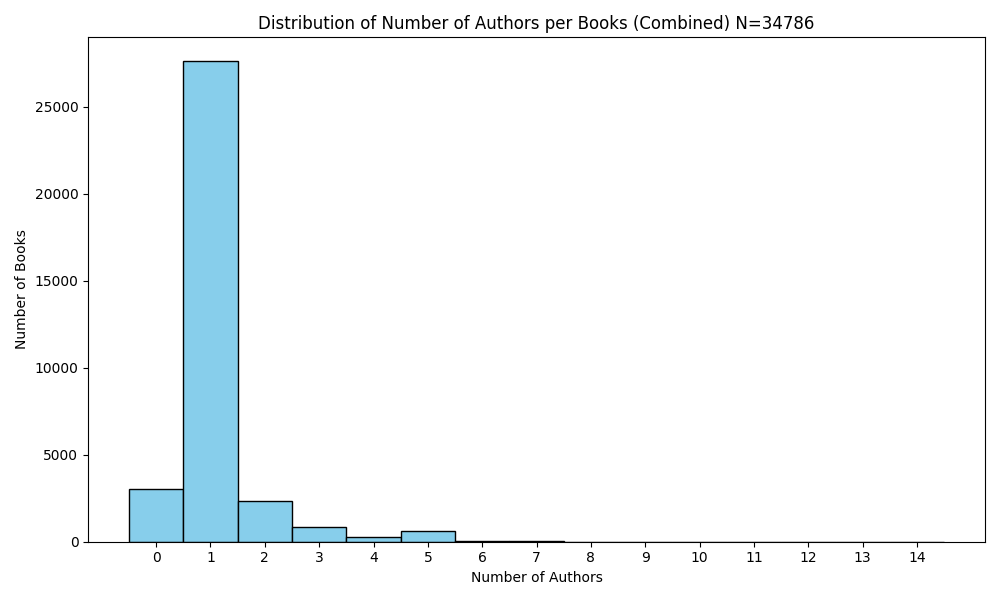 Distribution of Number of Authors per Books (Combined) N=34786
Number of Books
25000
20000
15000
10000
5000
0
0 1 2 3 4 5 6 7 8 9 10 11 12 13 14
Number of Authors